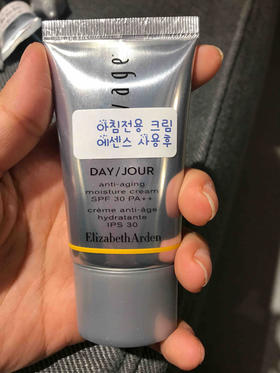 vage
아침전용 크림
에센스 사용후
DAY/JOUR
anti-aging
moisture cream
SPF 30 PA++
crème anti-âge
hydratante
IPS 30
Elizabeth Arden